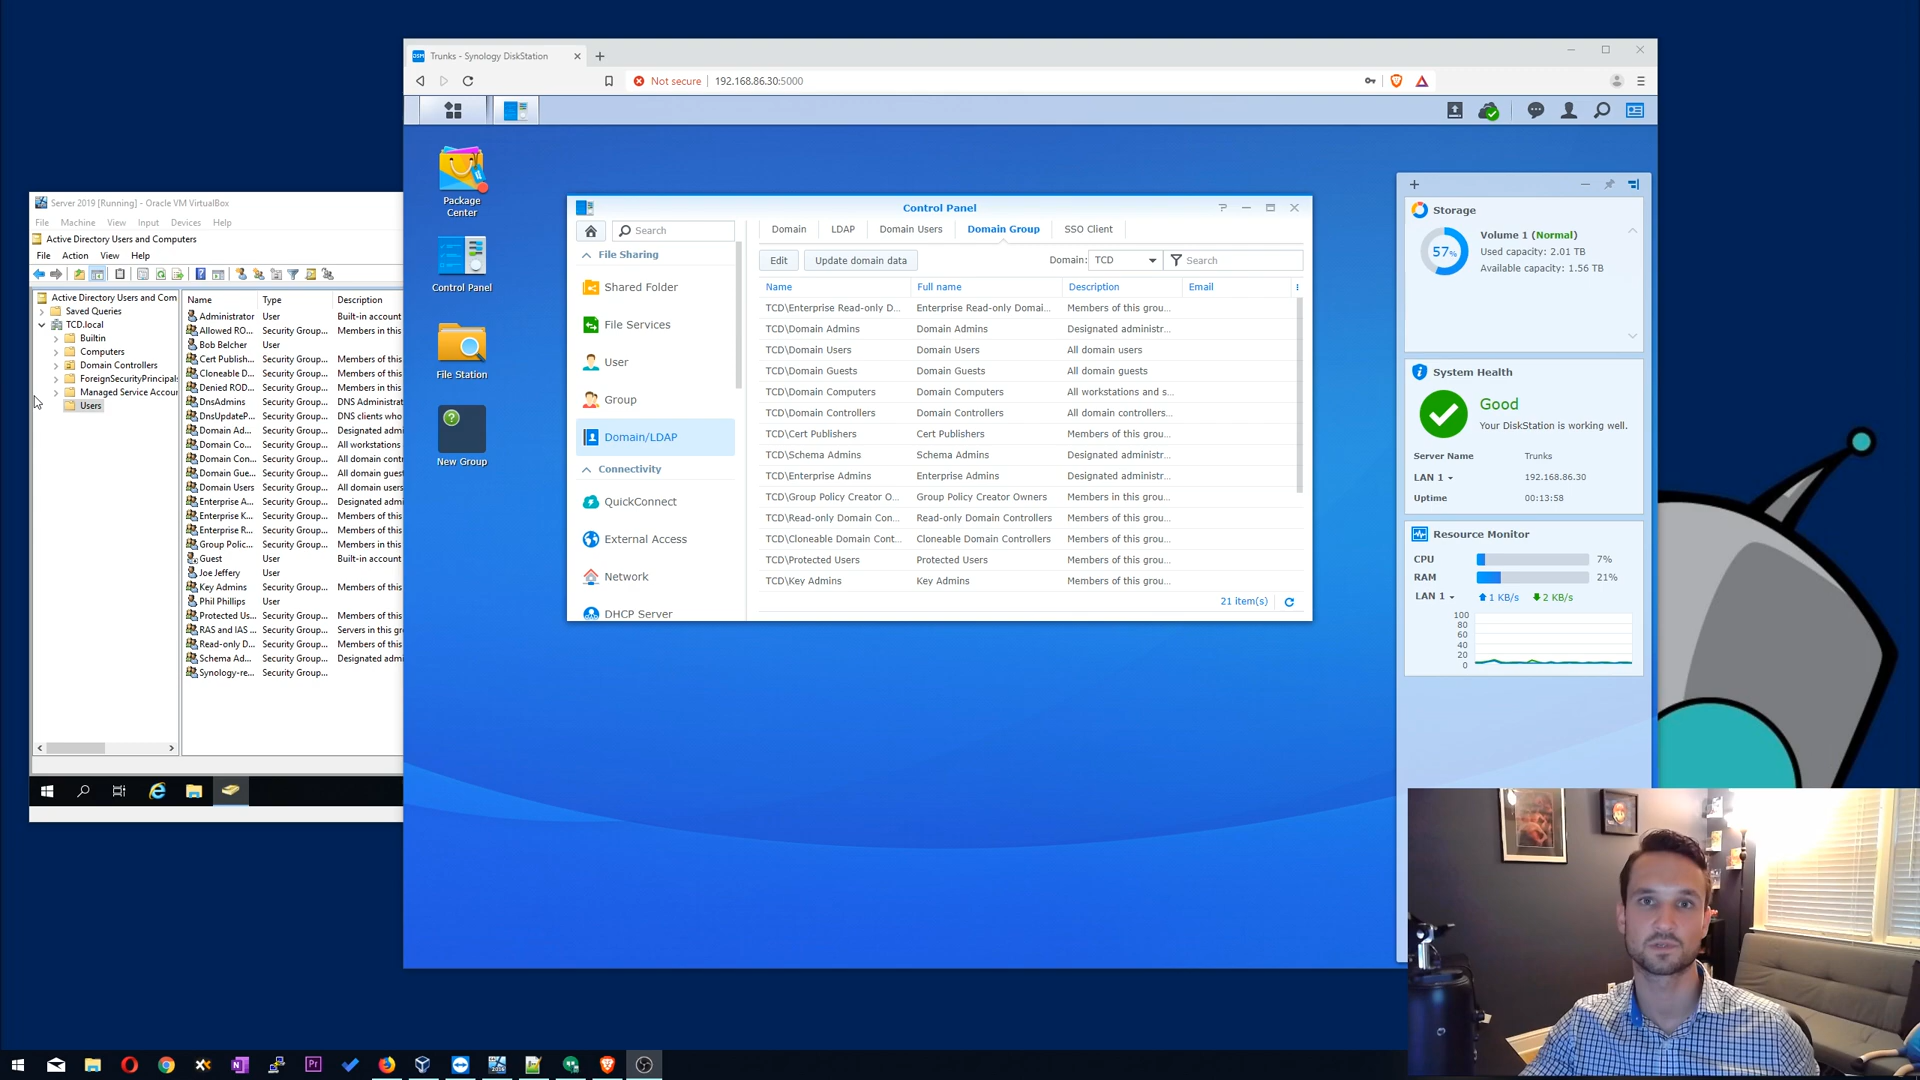 Trunks - Synology DiskStation
Not secure
192.168.86.30:5000
Package
Center
Control Panel
File Station
New Group
Server 2019 [Running] - Oracle VM VirtualBox
File Machine View Input Devices Help
Active Directory Users and Computers
File Action View Help
Active Directory Users and Com
Saved Queries
TCD.local
Builtin
Computers
Domain Controllers
ForeignSecurityPrincipals
Managed Service Accoun
Users
Name Type Description
Administrator User Built-in account
Allowed RO... Security Group... Members in this
Bob Belcher User
Cert Publish... Security Group... Members of this
Cloneable D... Security Group... Members of this
Denied ROD... Security Group... Members in this
DnsAdmins Security Group... DNS Administrat
DnsUpdateP... Security Group... DNS clients who
Domain Ad... Security Group... Designated admi
Domain Co... Security Group... All workstations
Domain Con... Security Group... All domain contr
Domain Gue... Security Group... All domain guest
Domain Users Security Group... All domain users
Enterprise A... Security Group... Designated admi
Enterprise K... Security Group... Members of this
Enterprise R... Security Group... Members of this
Group Polic... Security Group... Members in this
Guest User Built-in account
Joe Jeffery User
Key Admins Security Group... Members of this
Phil Phillips User
Protected Us... Security Group... Members of this
RAS and IAS ... Security Group... Servers in this gr
Read-only D... Security Group... Members of this
Schema Ad... Security Group... Designated admi
Synology-re... Security Group...
Control Panel
Search
File Sharing
Shared Folder
File Services
User
Group
Domain/LDAP
Connectivity
QuickConnect
External Access
Network
DHCP Server
Domain LDAP Domain Users Domain Group SSO Client
Edit Update domain data Domain: TCD Search
Name Full name Description Email
TCD\Enterprise Read-only D... Enterprise Read-only Domai... Members of this grou...
TCD\Domain Admins Domain Admins Designated administr...
TCD\Domain Users Domain Users All domain users
TCD\Domain Guests Domain Guests All domain guests
TCD\Domain Computers Domain Computers All workstations and s...
TCD\Domain Controllers Domain Controllers All domain controllers...
TCD\Cert Publishers Cert Publishers Members of this grou...
TCD\Schema Admins Schema Admins Designated administr...
TCD\Enterprise Admins Enterprise Admins Designated administr...
TCD\Group Policy Creator O... Group Policy Creator Owners Members in this grou...
TCD\Read-only Domain Con... Read-only Domain Controllers Members of this grou...
TCD\Cloneable Domain Cont... Cloneable Domain Controllers Members of this grou...
TCD\Protected Users Protected Users Members of this grou...
TCD\Key Admins Key Admins Members of this grou...
21 item(s)
Storage
57%
Volume 1 (Normal)
Used capacity: 2.01 TB
Available capacity: 1.56 TB
System Health
Good
Your DiskStation is working well.
Server Name Trunks
LAN 1 192.168.86.30
Uptime 00:13:58
Resource Monitor
CPU 7%
RAM 21%
LAN 1 1 KB/s 2 KB/s
100
80
60
40
20
0